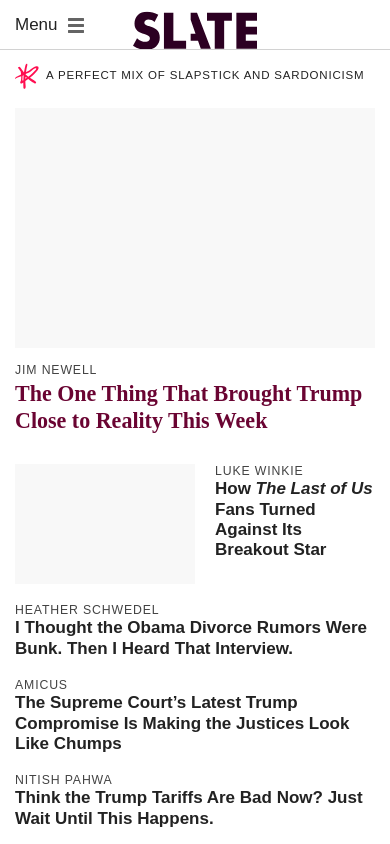 Menu
SLATE
A PERFECT MIX OF SLAPSTICK AND SARDONICISM
JIM NEWELL
The One Thing That Brought Trump
Close to Reality This Week
LUKE WINKIE
How The Last of Us
Fans Turned
Against Its
Breakout Star
HEATHER SCHWEDEL
I Thought the Obama Divorce Rumors Were
Bunk. Then I Heard That Interview.
AMICUS
The Supreme Court’s Latest Trump
Compromise Is Making the Justices Look
Like Chumps
NITISH PAHWA
Think the Trump Tariffs Are Bad Now? Just
Wait Until This Happens.